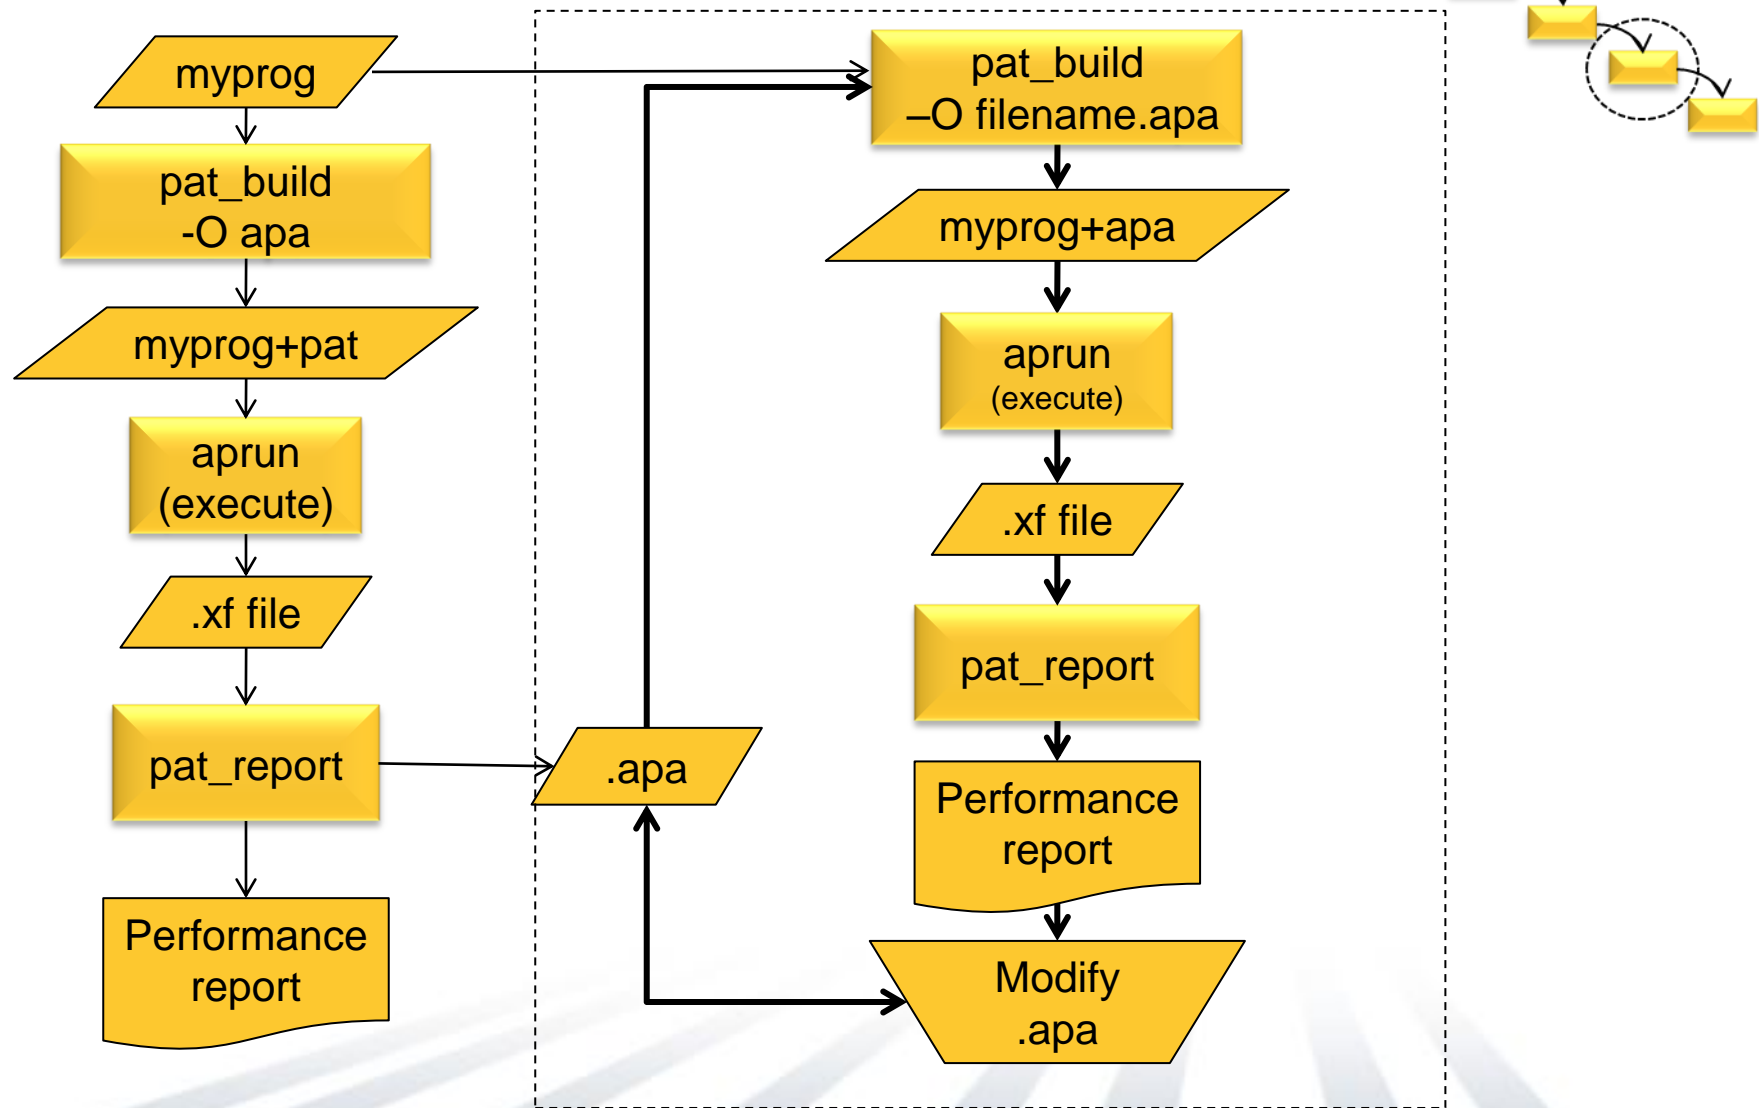 myprog
pat_build
-O apa
myprog+pat
aprun
(execute)
.xf file
pat_report
Performance
report
.apa
pat_build
–O filename.apa
myprog+apa
aprun
(execute)
.xf file
pat_report
Performance
report
Modify
.apa